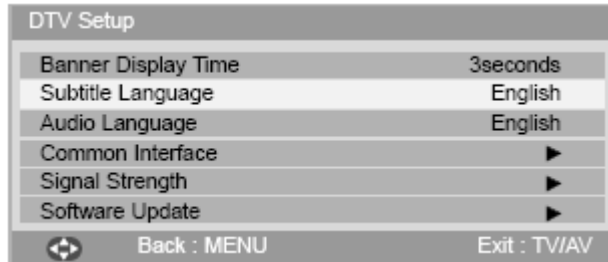 DTV Setup
Banner Display Time 3seconds
Subtitle Language English
Audio Language English
Common Interface ►
Signal Strength ►
Software Update ►
Back : MENU Exit : TV/AV